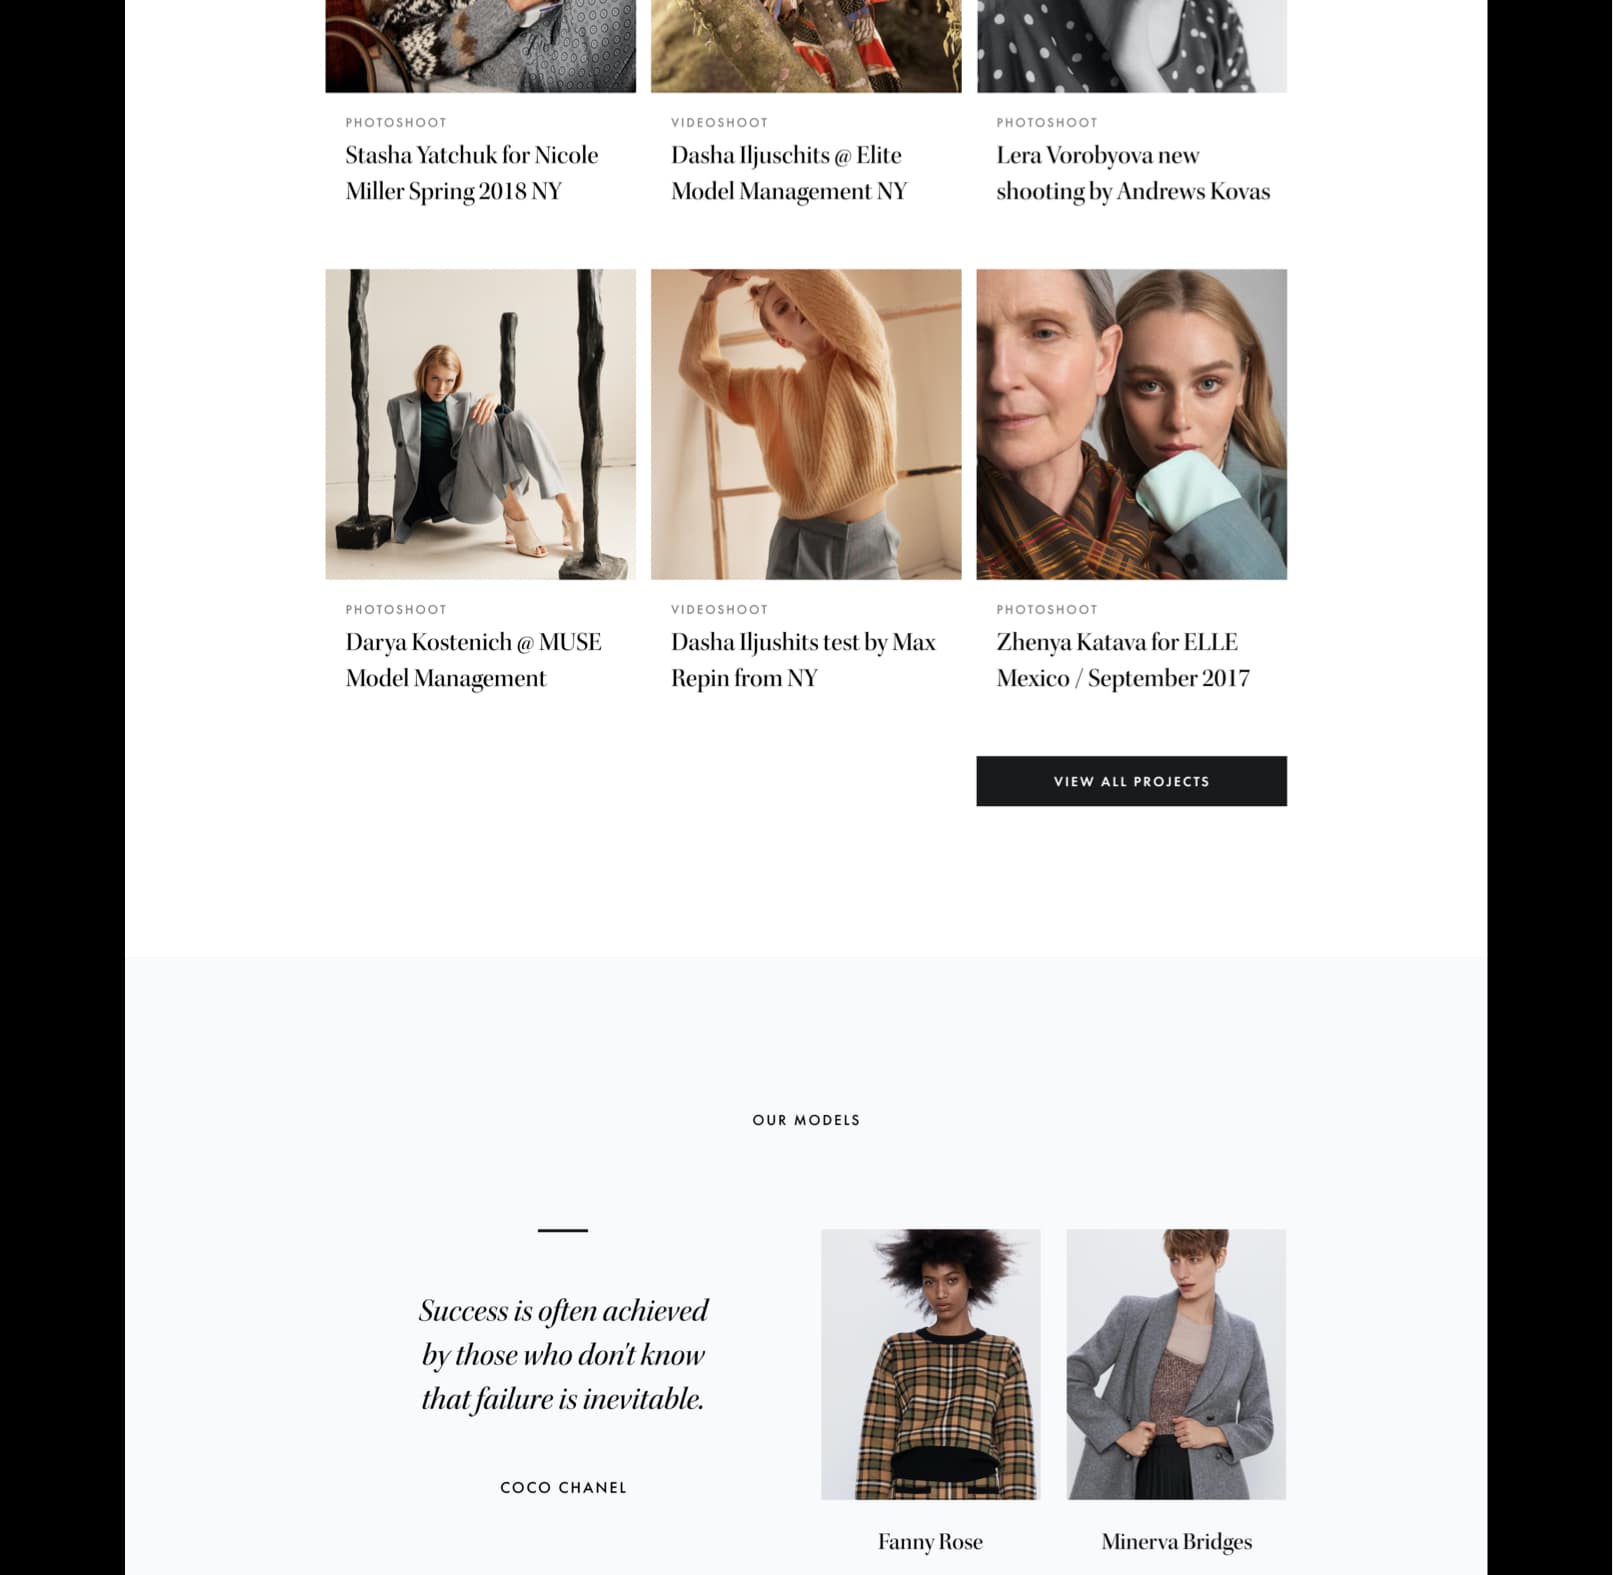 PHOTOSHOOT
Stasha Yatchuk for Nicole
Miller Spring 2018 NY
VIDEOSHOOT
Dasha Iljuschits @ Elite
Model Management NY
PHOTOSHOOT
Lera Vorobyova new
shooting by Andrews Kovas
PHOTOSHOOT
Darya Kostenich @ MUSE
Model Management
VIDEOSHOOT
Dasha Iljushits test by Max
Repin from NY
PHOTOSHOOT
Zhenya Katava for ELLE
Mexico / September 2017
VIEW ALL PROJECTS
OUR MODELS
Success is often achieved
by those who don't know
that failure is inevitable.
COCO CHANEL
Fanny Rose
Minerva Bridges